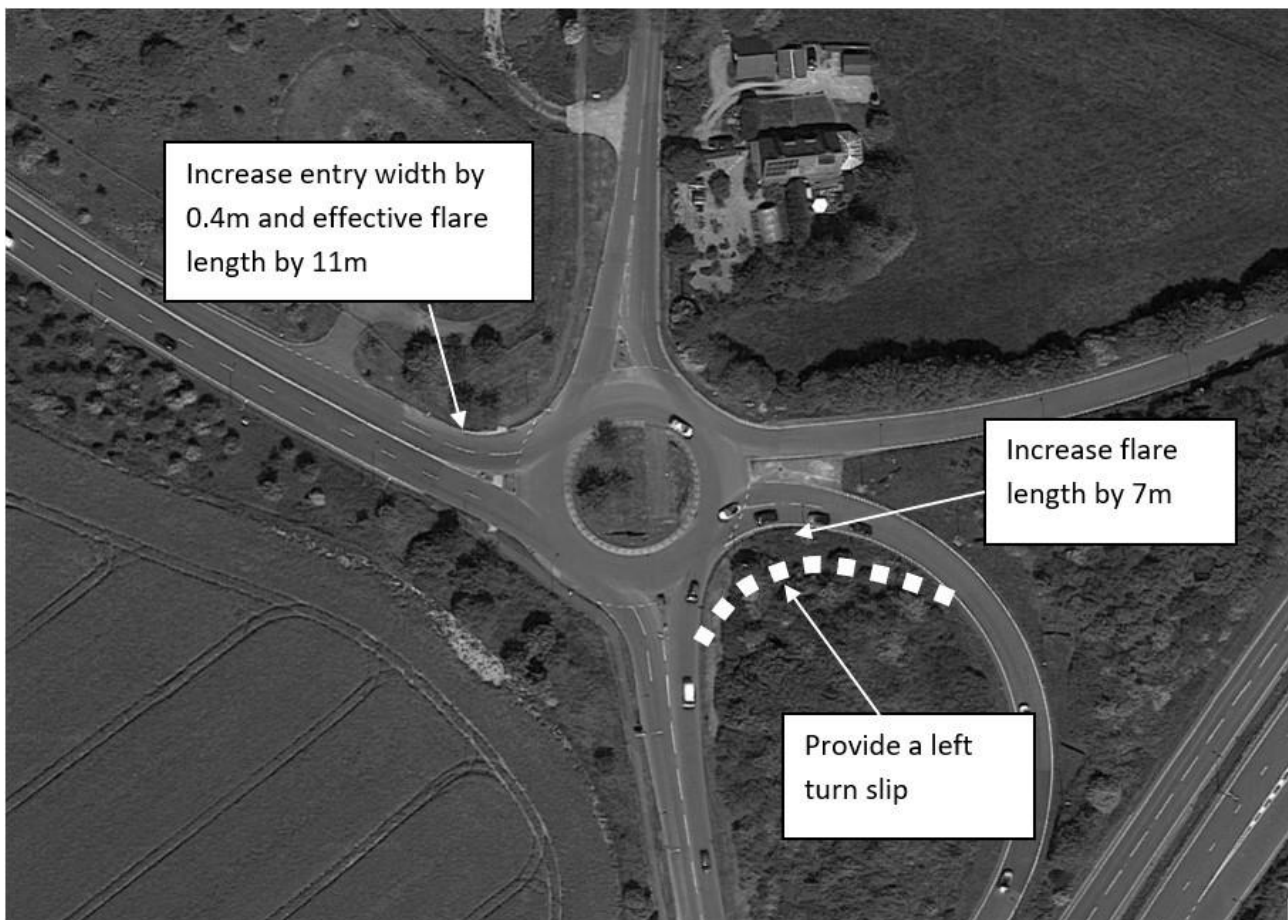 Increase entry width by
0.4m and effective flare
length by 11m
Increase flare
length by 7m
Provide a left
turn slip